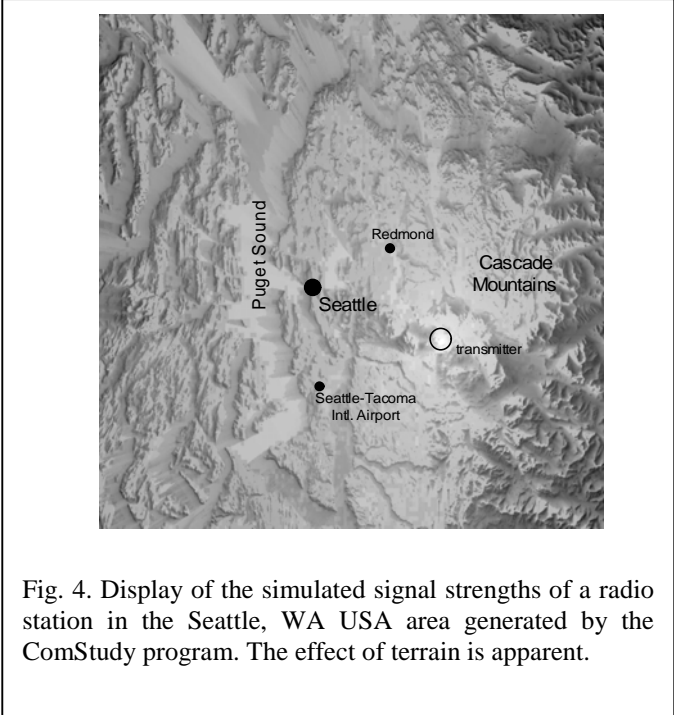 Redmond
Puget Sound
Cascade
Mountains
Seattle
transmitter
Seattle-Tacoma
Intl. Airport
Fig. 4. Display of the simulated signal strengths of a radio
station in the Seattle, WA USA area generated by the
ComStudy program. The effect of terrain is apparent.